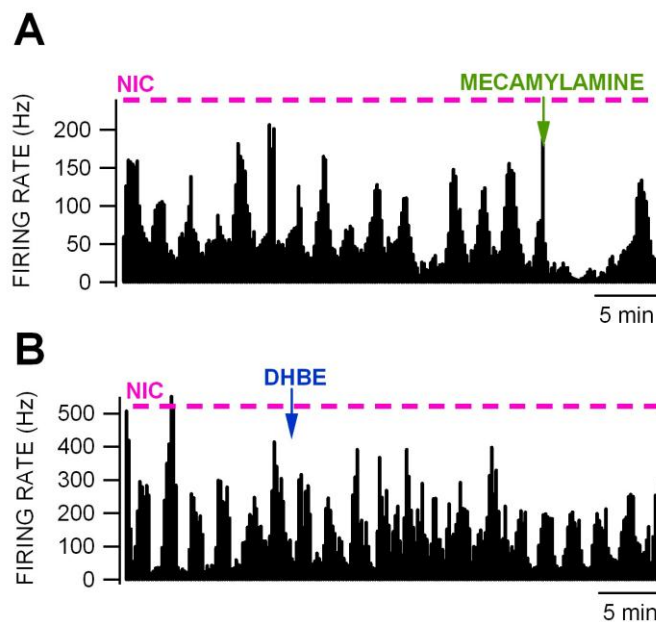 A
NIC
MECAMYLAMINE
FIRING RATE (Hz)
200
150
100
50
0
5 min
B
NIC
DHBE
FIRING RATE (Hz)
500
400
300
200
100
0
5 min